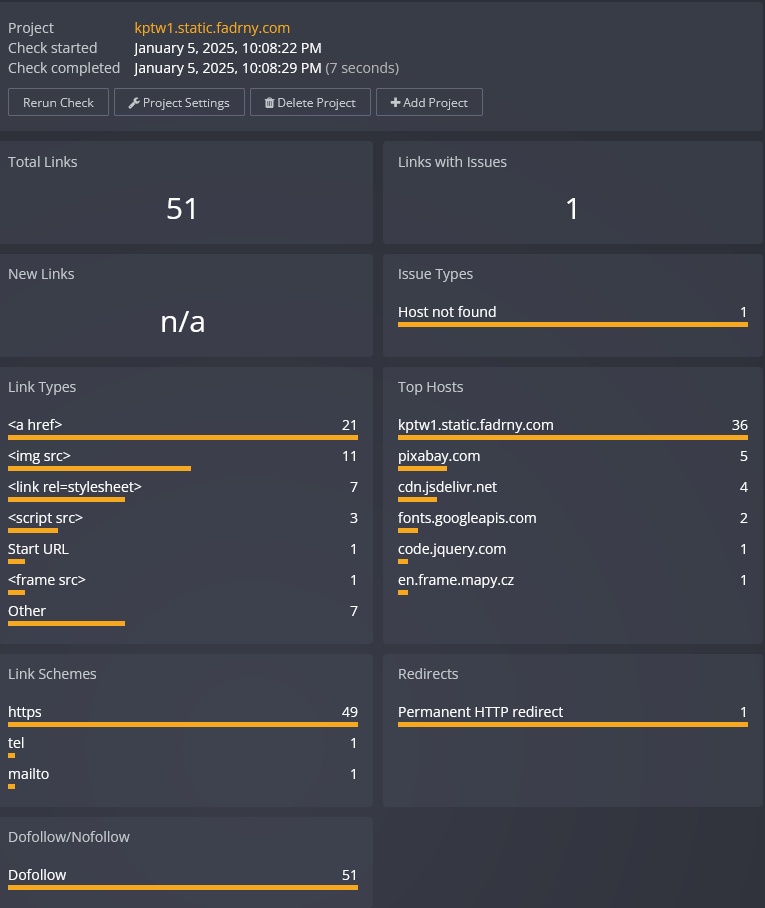 Project kptw1.static.fadrny.com
Check started January 5, 2025, 10:08:22 PM
Check completed January 5, 2025, 10:08:29 PM (7 seconds)
Rerun Check Project Settings Delete Project Add Project
Total Links
51
Links with Issues
1
New Links
n/a
Issue Types
Host not found 1
Link Types
<a href> 21
<img src> 11
<link rel=stylesheet> 7
<script src> 3
Start URL 1
<frame src> 1
Other 7
Top Hosts
kptw1.static.fadrny.com 36
pixabay.com 5
cdn.jsdelivr.net 4
fonts.googleapis.com 2
code.jquery.com 1
en.frame.mapy.cz 1
Link Schemes
https 49
tel 1
mailto 1
Redirects
Permanent HTTP redirect 1
Dofollow/Nofollow
Dofollow 51